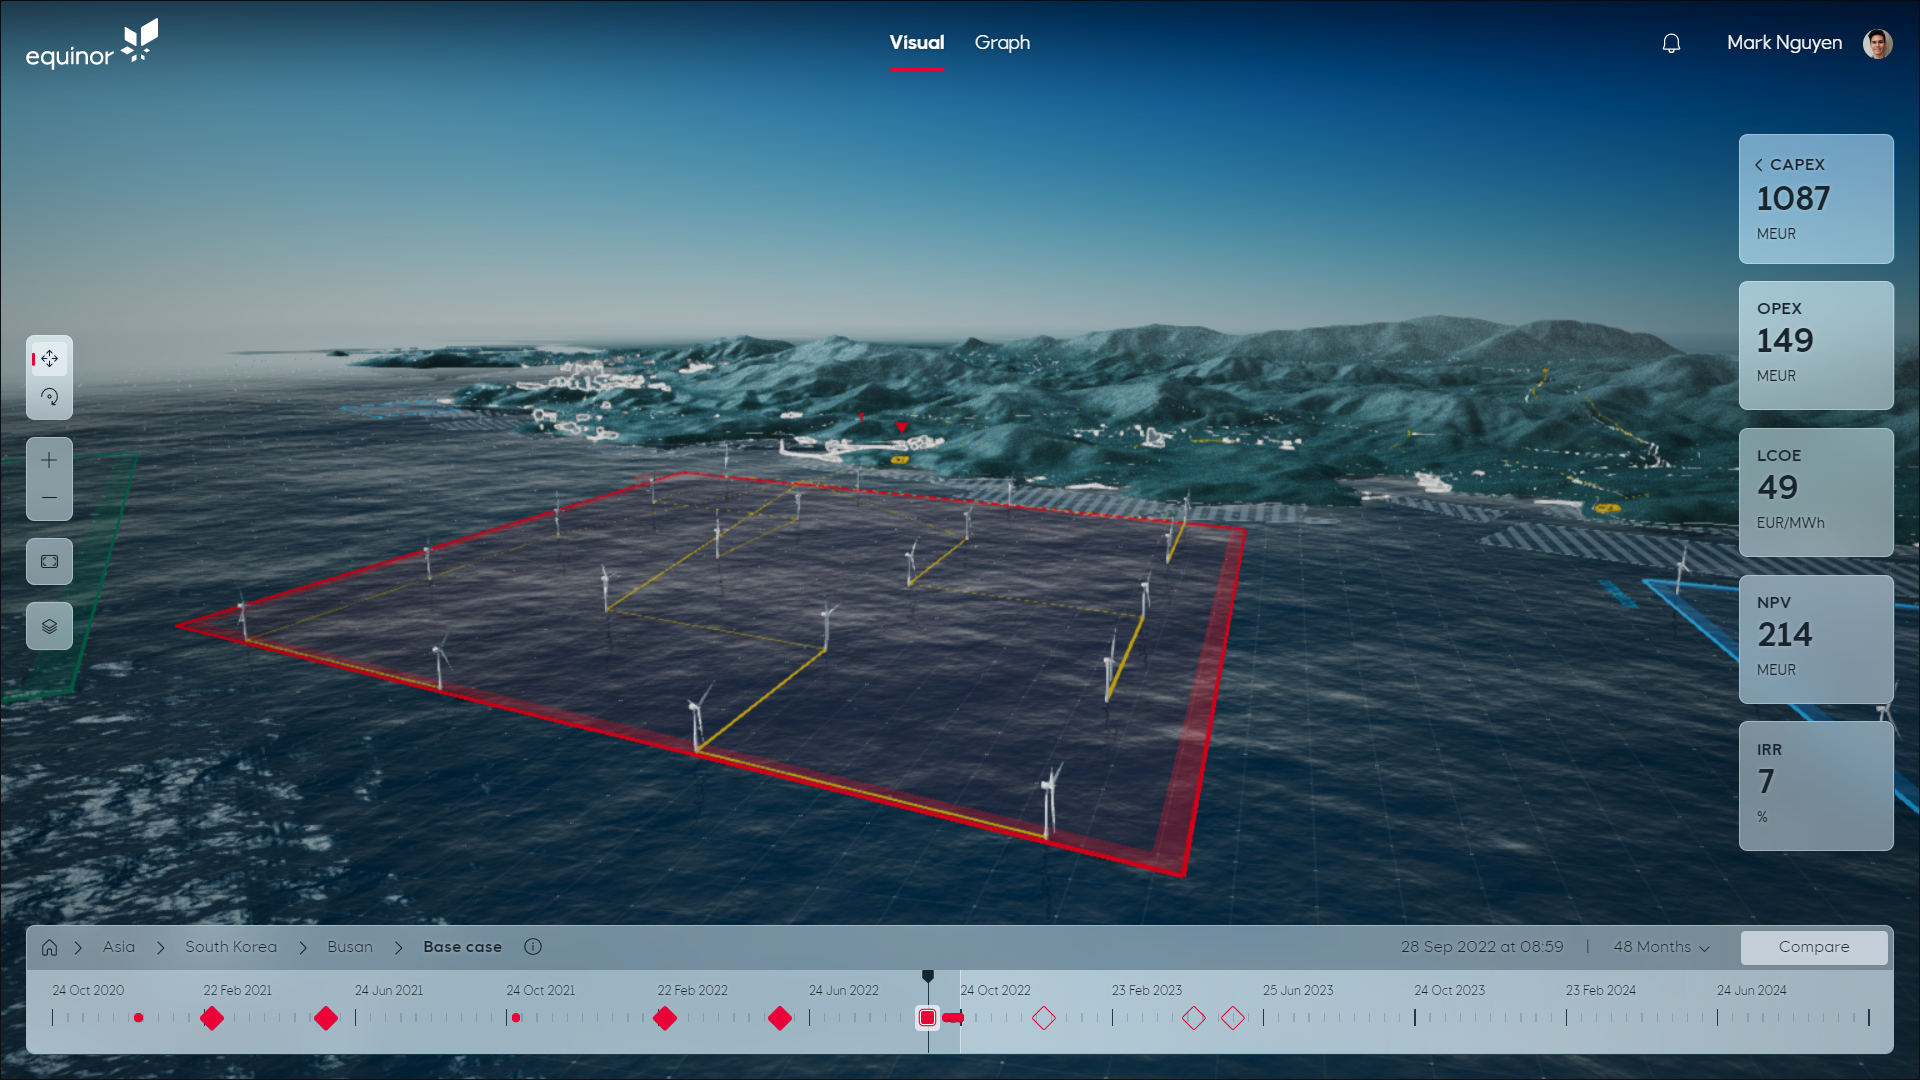 equinor
Visual
Graph
Mark Nguyen
CAPEX
1087
MEUR
OPEX
149
MEUR
LCOE
49
EUR/MWh
NPV
214
MEUR
IRR
7
%
Asia
South Korea
Busan
Base case
28 Sep 2022 at 08:59
48 Months
Compare
24 Oct 2020
22 Feb 2021
24 Jun 2021
24 Oct 2021
22 Feb 2022
24 Jun 2022
24 Oct 2022
23 Feb 2023
25 Jun 2023
24 Oct 2023
23 Feb 2024
24 Jun 2024